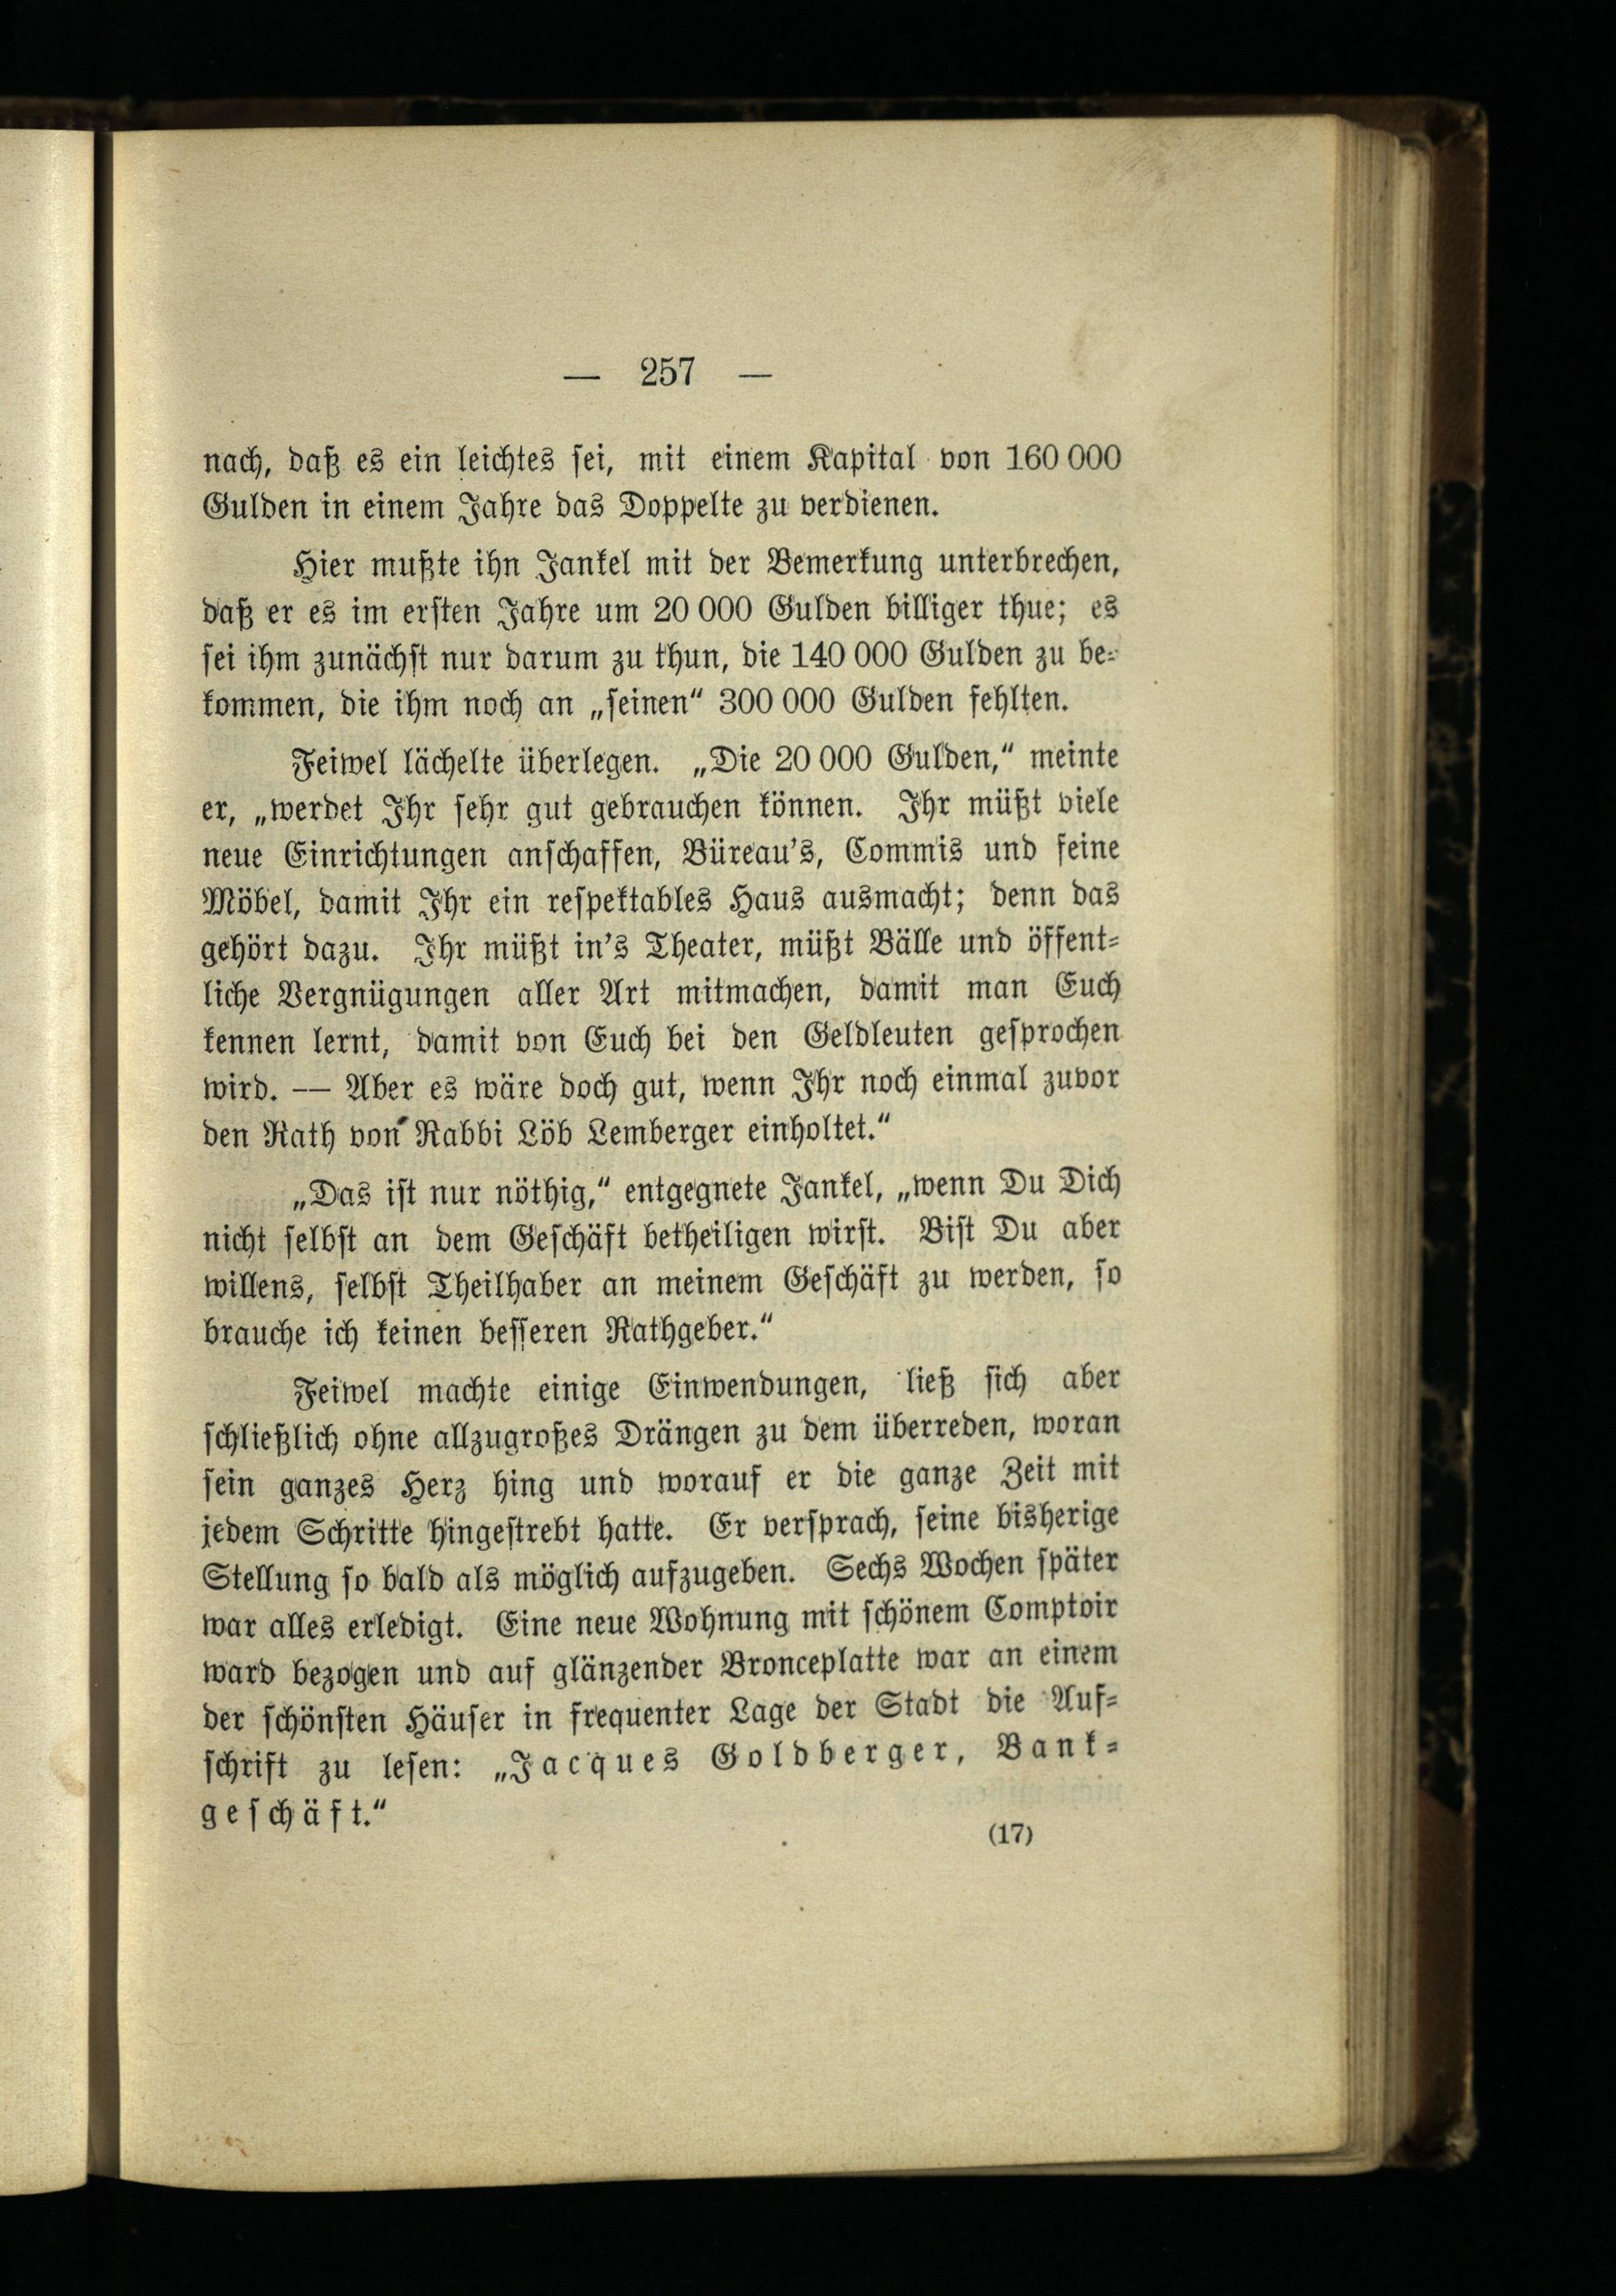 — 257 —
nach, daß es ein leichtes sei, mit einem Kapital von 160 000
Gulden in einem Jahre das Doppelte zu verdienen.
Hier mußte ihn Jankel mit der Bemerkung unterbrechen,
daß er es im ersten Jahre um 20 000 Gulden billiger thue; es
sei ihm zunächst nur darum zu thun, die 140 000 Gulden zu be-
kommen, die ihm noch an „seinen“ 300 000 Gulden fehlten.
Feiwel lächelte überlegen. „Die 20 000 Gulden,“ meinte
er, „werdet Ihr sehr gut gebrauchen können. Ihr müßt viele
neue Einrichtungen anschaffen, Büreau's, Commis und feine
Möbel, damit Ihr ein respektables Haus ausmacht; denn das
gehört dazu. Ihr müßt in's Theater, müßt Bälle und öffent-
liche Vergnügungen aller Art mitmachen, damit man Euch
kennen lernt, damit von Euch bei den Geldleuten gesprochen
wird. — Aber es wäre doch gut, wenn Ihr noch einmal zuvor
den Rath von Rabbi Löb Lemberger einholtet.“
„Das ist nur nöthig,“ entgegnete Jankel, „wenn Du Dich
nicht selbst an dem Geschäft betheiligen wirst. Bist Du aber
willens, selbst Theilhaber an meinem Geschäft zu werden, so
brauche ich keinen besseren Rathgeber.“
Feiwel machte einige Einwendungen, ließ sich aber
schließlich ohne allzugroßes Drängen zu dem überreden, woran
sein ganzes Herz hing und worauf er die ganze Zeit mit
jedem Schritte hingestrebt hatte. Er versprach, seine bisherige
Stellung so bald als möglich aufzugeben. Sechs Wochen später
war alles erledigt. Eine neue Wohnung mit schönem Comptoir
ward bezogen und auf glänzender Bronceplatte war an einem
der schönsten Häuser in frequenter Lage der Stadt die Auf-
schrift zu lesen: „Jacques Goldberger, Bank-
geschäft.“
(17)